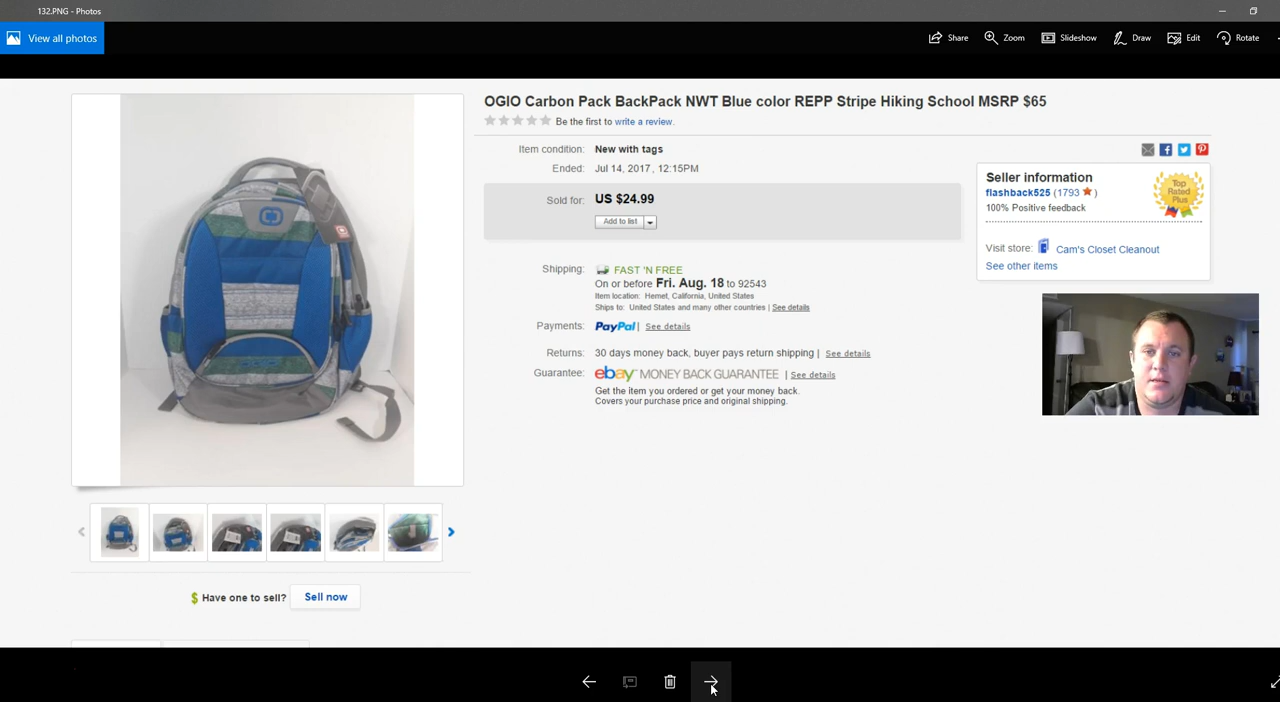 132.PNG - Photos
View all photos
Share
Zoom
Slideshow
Draw
Edit
Rotate
OGIO Carbon Pack BackPack NWT Blue color REPP Stripe Hiking School MSRP $65
Be the first to write a review.
Item condition: New with tags
Ended: Jul 14, 2017 , 12:15PM
Sold for: US $24.99
Add to list
Shipping: FAST 'N FREE
On or before Fri. Aug. 18 to 92543
Item location: Hemet, California, United States
Ships to: United States and many other countries | See details
Payments: PayPal | See details
Returns: 30 days money back, buyer pays return shipping | See details
Guarantee: ebay MONEY BACK GUARANTEE | See details
Get the item you ordered or get your money back.
Covers your purchase price and original shipping.
Seller information
flashback525 (1793 )
100% Positive feedback
Top
Rated
Plus
Visit store: Cam's Closet Cleanout
See other items
$ Have one to sell? Sell now